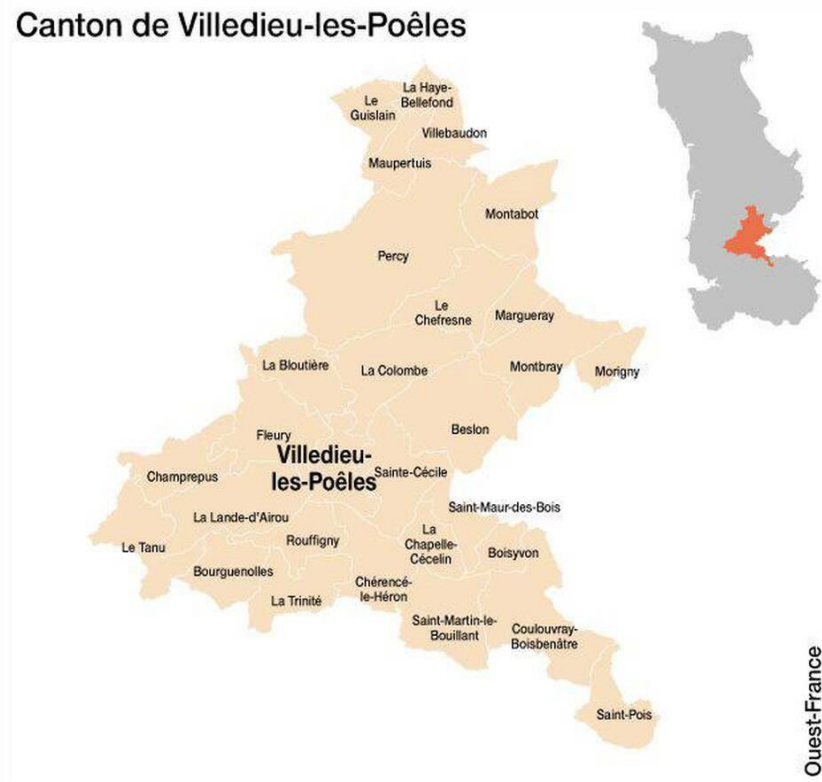 Canton de Villedieu-les-Poêles
La Haye-
Bellefond
Le
Guislain
Villebaudon
Maupertuis
Montabot
Percy
Le
Chefresne
Margueray
La Bloutière
La Colombe
Montbray
Morigny
Beslon
Fleury
Villedieu-
les-Poêles
Sainte-Cécile
Champrepus
Saint-Maur-des-Bois
La Lande-d'Airou
La
Chapelle-
Cécelin
Rouffigny
Le Tanu
Boisyvon
Bourguenolles
Chérencé-
le-Héron
La Trinité
Saint-Martin-le-
Bouillant
Coulouvray-
Boisbenâtre
Saint-Pois
Ouest-France